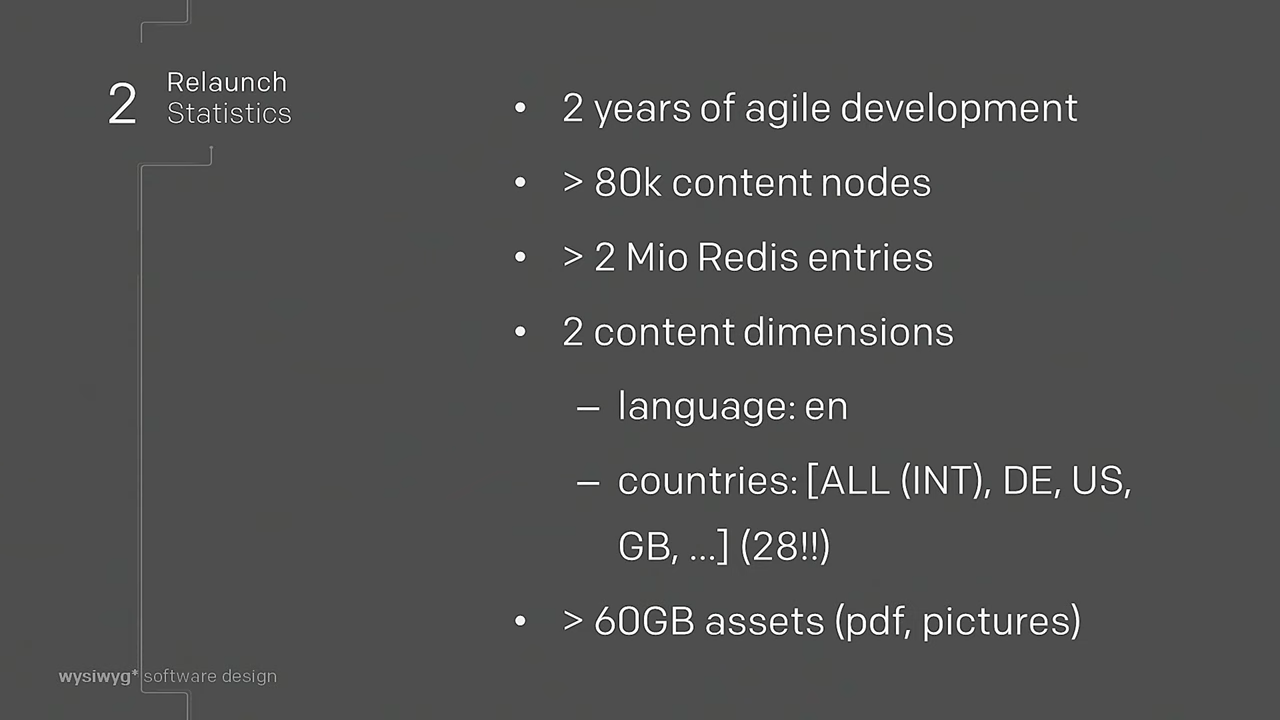 2
Relaunch
Statistics
• 2 years of agile development
• > 80k content nodes
• > 2 Mio Redis entries
• 2 content dimensions
– language: en
– countries: [ALL (INT), DE, US,
GB, ...] (28!!)
• > 60GB assets (pdf, pictures)
wysiwyg* software design